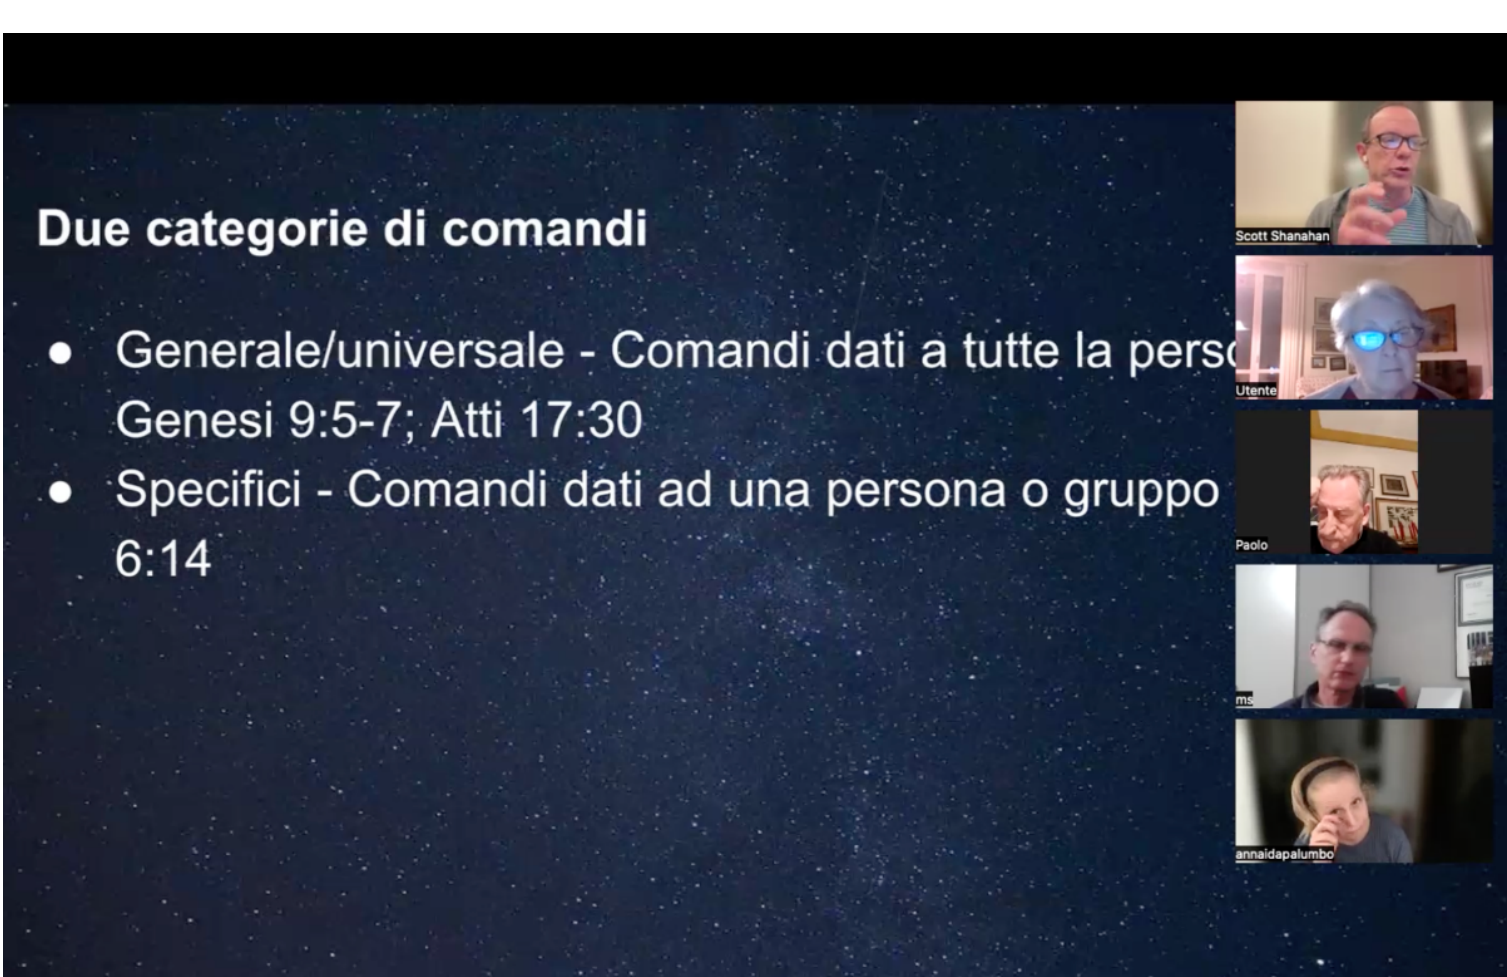 Due categorie di comandi
● Generale/universale - Comandi dati a tutte la perso
Genesi 9:5-7; Atti 17:30
● Specifici - Comandi dati ad una persona o gruppo
6:14
Scott Shanahan
Utente
Paolo
ms
annaidapalumbo